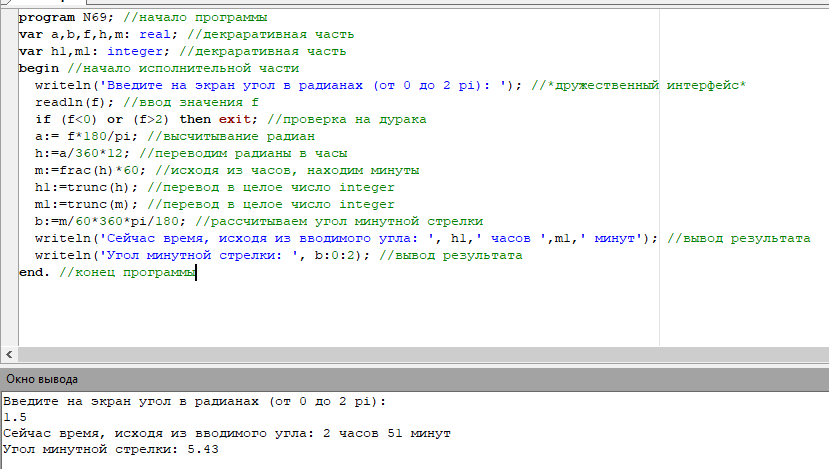 program N69; //начало программы
var a,b,f,h,m: real; //декраративная часть
var h1,m1: integer; //декраративная часть
begin //начало исполнительной части
writeln('Введите на экран угол в радианах (от 0 до 2 pi): '); //*дружественный интерфейс*
readln(f); //ввод значения f
if (f<0) or (f>2) then exit; //проверка на дурака
a:= f*180/pi; //высчитывание радиан
h:=a/360*12; //переводим радианы в часы
m:=frac(h)*60; //исходя из часов, находим минуты
h1:=trunc(h); //перевод в целое число integer
m1:=trunc(m); //перевод в целое число integer
b:=m/60*360*pi/180; //рассчитываем угол минутной стрелки
writeln('Сейчас время, исходя из вводимого угла: ', h1,' часов ',m1,' минут'); //вывод результата
writeln('Угол минутной стрелки: ', b:0:2); //вывод результата
end. //конец программы
Окно вывода
Введите на экран угол в радианах (от 0 до 2 pi):
1.5
Сейчас время, исходя из вводимого угла: 2 часов 51 минут
Угол минутной стрелки: 5.43